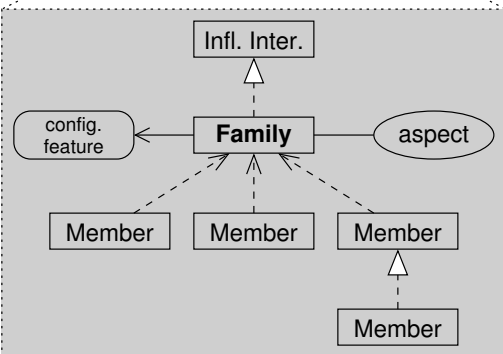 Infl. Inter.
config.
feature
Family
aspect
Member
Member
Member
Member